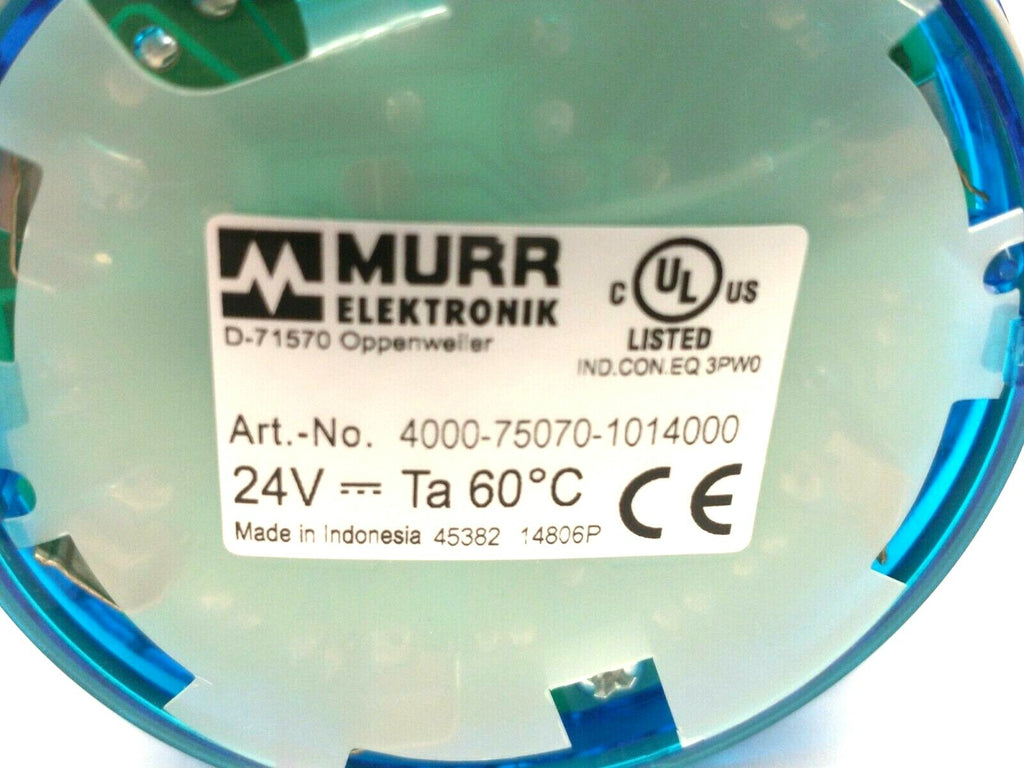 MURR
ELEKTRONIK
D-71570 Oppenweiler
C UL US
LISTED
IND.CON.EQ 3PW0
Art.-No. 4000-75070-1014000
24V ⎓ Ta 60°C
CE
Made in Indonesia 45382 14806P